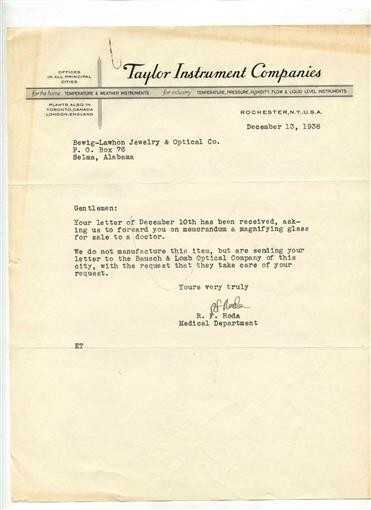 OFFICES
IN ALL PRINCIPAL
CITIES
Taylor Instrument Companies
for the home TEMPERATURE & WEATHER INSTRUMENTS for industry TEMPERATURE, PRESSURE, HUMIDITY, FLOW & LIQUID LEVEL INSTRUMENTS
PLANTS ALSO IN
TORONTO, CANADA
LONDON, ENGLAND
ROCHESTER, N.Y., U.S.A.
December 13, 1938
Bewig-Lawhon Jewelry & Optical Co.
P. O. Box 76
Selma, Alabama
Gentlemen:
Your letter of December 10th has been received, ask-
ing us to forward you on memorandum a magnifying glass
for sale to a doctor.
We do not manufacture this item, but are sending your
letter to the Bausch & Lomb Optical Company of this
city, with the request that they take care of your
request.
Yours very truly
R F Roda
R. F. Roda
Medical Department
ET